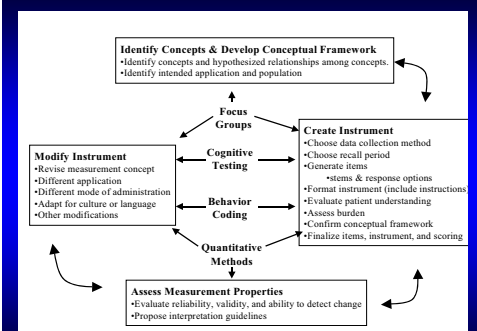 Identify Concepts & Develop Conceptual Framework
•Identify concepts and hypothesized relationships among concepts.
•Identify intended application and population
Focus
Groups
Create Instrument
•Choose data collection method
•Choose recall period
•Generate items
•stems & response options
•Format instrument (include instructions)
•Evaluate patient understanding
•Assess burden
•Confirm conceptual framework
•Finalize items, instrument, and scoring
Modify Instrument
•Revise measurement concept
•Different application
•Different mode of administration
•Adapt for culture or language
•Other modifications
Cognitive
Testing
Behavior
Coding
Quantitative
Methods
Assess Measurement Properties
•Evaluate reliability, validity, and ability to detect change
•Propose interpretation guidelines